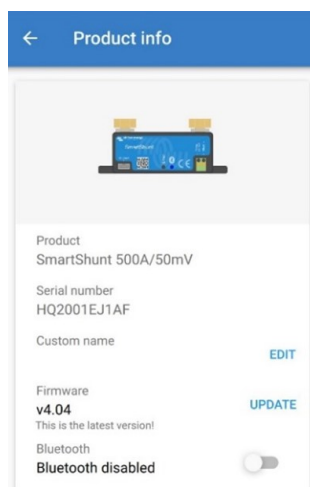 Product info
SmartShunt
Product
SmartShunt 500A/50mV
Serial number
HQ2001EJ1AF
Custom name
EDIT
Firmware
v4.04
UPDATE
This is the latest version!
Bluetooth
Bluetooth disabled